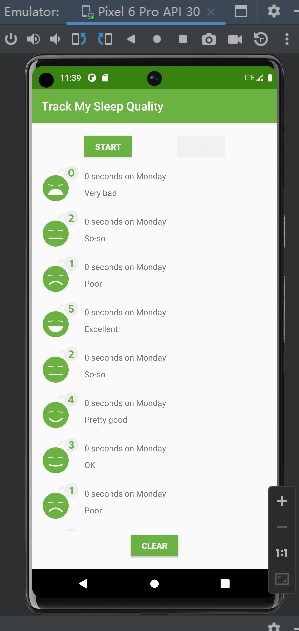 Emulator: Pixel 6 Pro API 30
11:39 LTE
Track My Sleep Quality
START
0
0 seconds on Monday
Very bad
2
0 seconds on Monday
So-so
1
0 seconds on Monday
Poor
5
0 seconds on Monday
Excellent!
2
0 seconds on Monday
So-so
4
0 seconds on Monday
Pretty good
3
0 seconds on Monday
OK
1
0 seconds on Monday
Poor
1:1
CLEAR